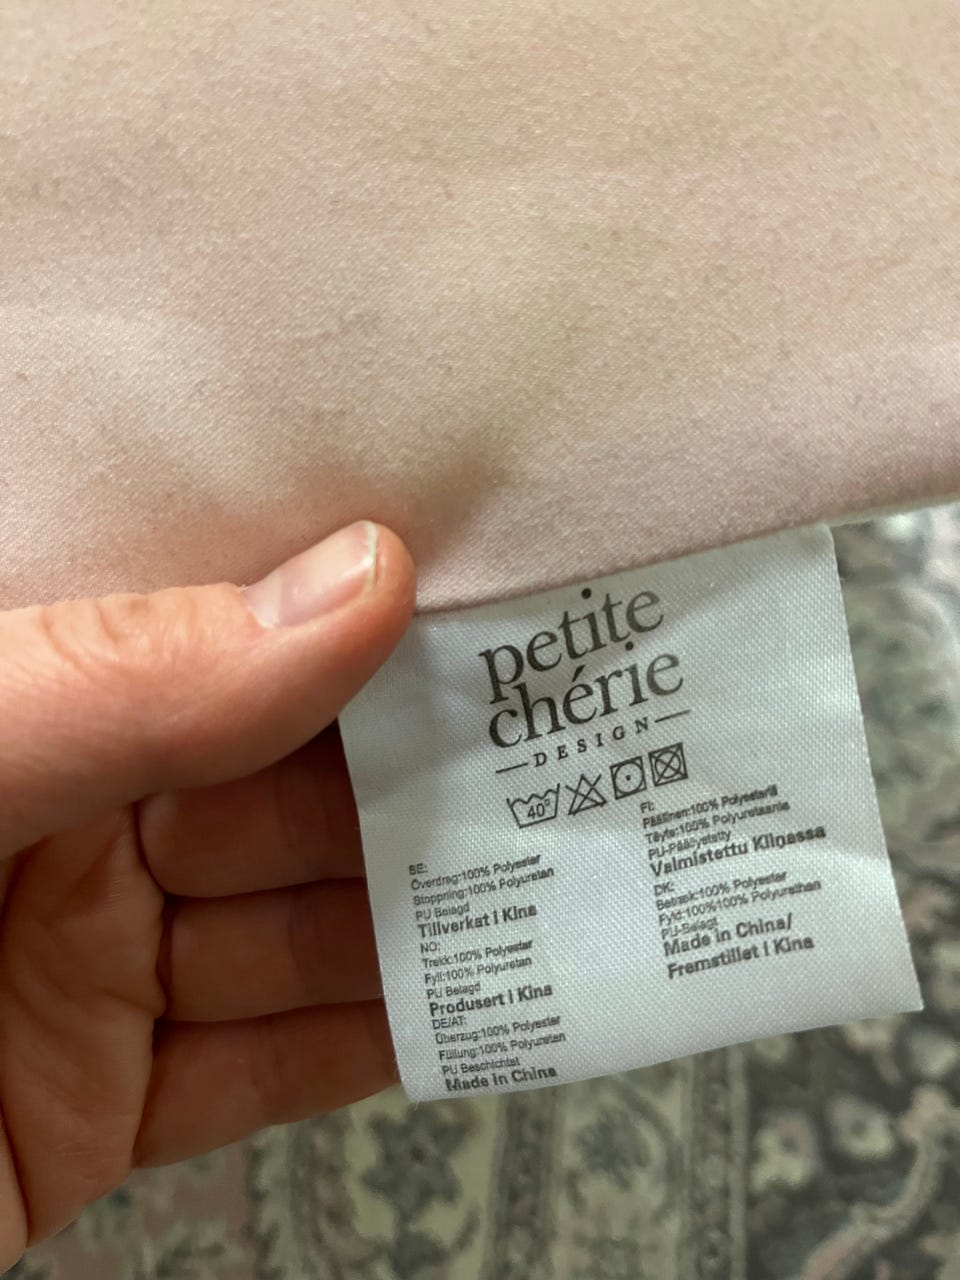 petite
chérie
DESIGN
40°
BE:
Överdrag:100% Polyester
Stoppning:100% Polyuretan
PU Belagd
Tillverkat i Kina
NO:
Trekk:100% Polyester
Fyll:100% Polyuretan
PU Belagd
Produsert i Kina
DE/AT:
Überzug:100% Polyester
Füllung:100% Polyuretan
PU Beschichtet
Made in China
FI:
Päällinen:100% Polyesteriä
Täyte:100% Polyuretaania
PU-Päällystetty
Valmistettu Kiinassa
DK:
Betræk:100% Polyester
Fyld:100%100% Polyurethan
PU-Belagt
Made in China/
Fremstillet i Kina